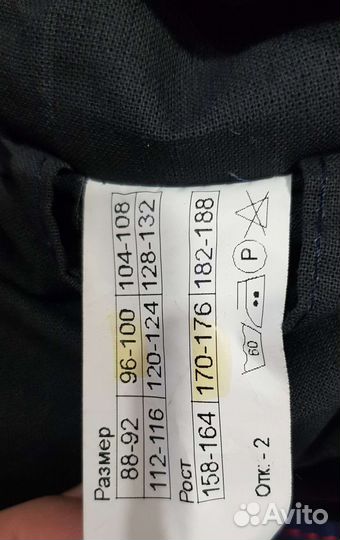 Размер
88-92 96-100 104-108
112-116 120-124 128-132
Рост
158-164 170-176 182-188
60 P
ОТК - 2
Avito